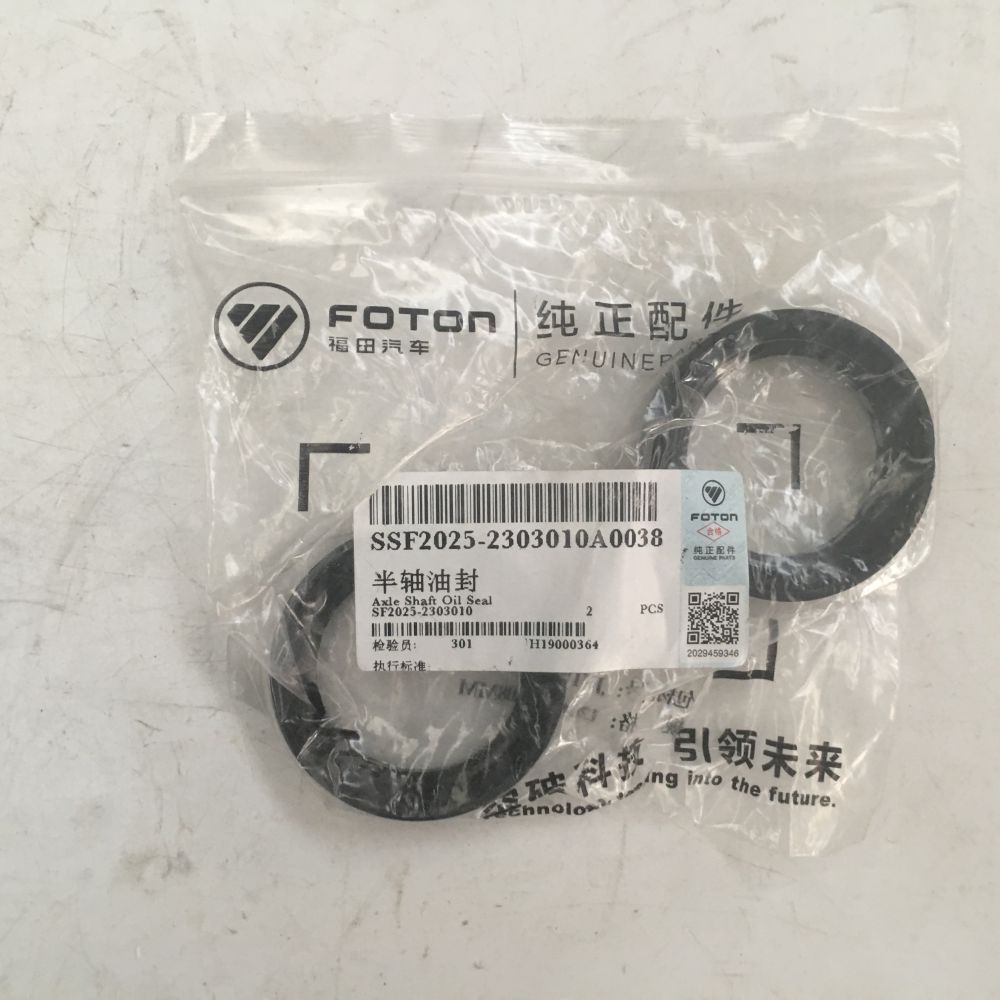 FOTON
福田汽车
纯正配件
GENUINE
SSF2025-2303010A0038
半轴油封
Axle Shaft Oil Seal
SF2025-2303010 2 PCS
检验员: 301 H19000364
执行标准
FOTON
合格
纯正配件
GENUINE PARTS
2029459346
科技 引领未来
into the future.